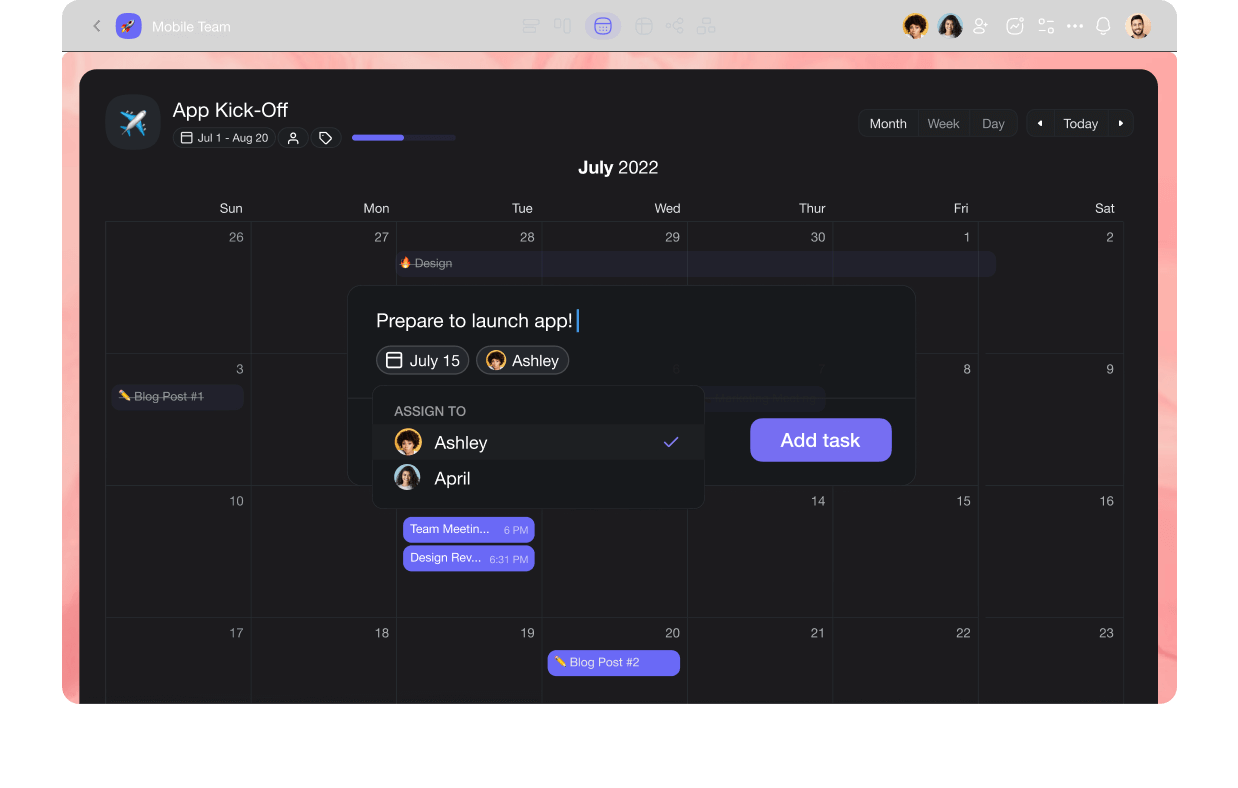 Mobile Team
App Kick-Off
Jul 1 - Aug 20
Month Week Day Today
July 2022
Sun Mon Tue Wed Thur Fri Sat
26 27 28 29 30 1 2
Design
Prepare to launch app!
July 15 Ashley
3 6 7 8 9
Blog Post #1
ASSIGN TO
Ashley
April
Add task
10 14 15 16
Team Meetin... 6 PM
Design Rev... 6:31 PM
17 18 19 20 21 22 23
Blog Post #2